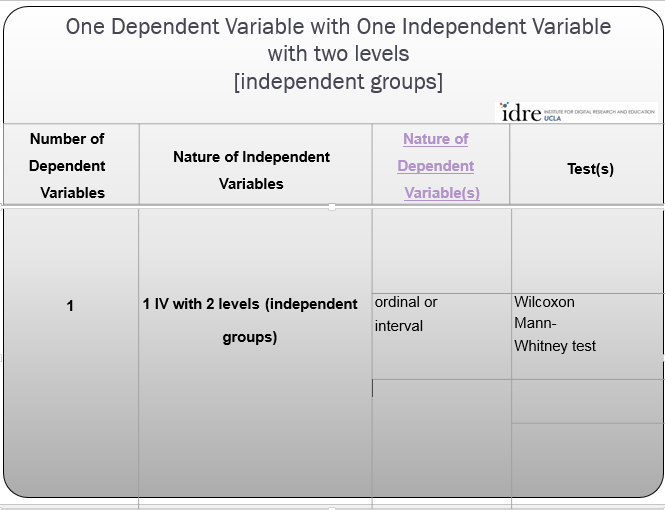 One Dependent Variable with One Independent Variable
with two levels
[independent groups]
idre INSTITUTE FOR DIGITAL RESEARCH AND EDUCATION
UCLA
Number of
Dependent
Variables
Nature of Independent
Variables
Nature of
Dependent
Variable(s)
Test(s)
1
1 IV with 2 levels (independent
groups)
ordinal or
interval
Wilcoxon
Mann-
Whitney test